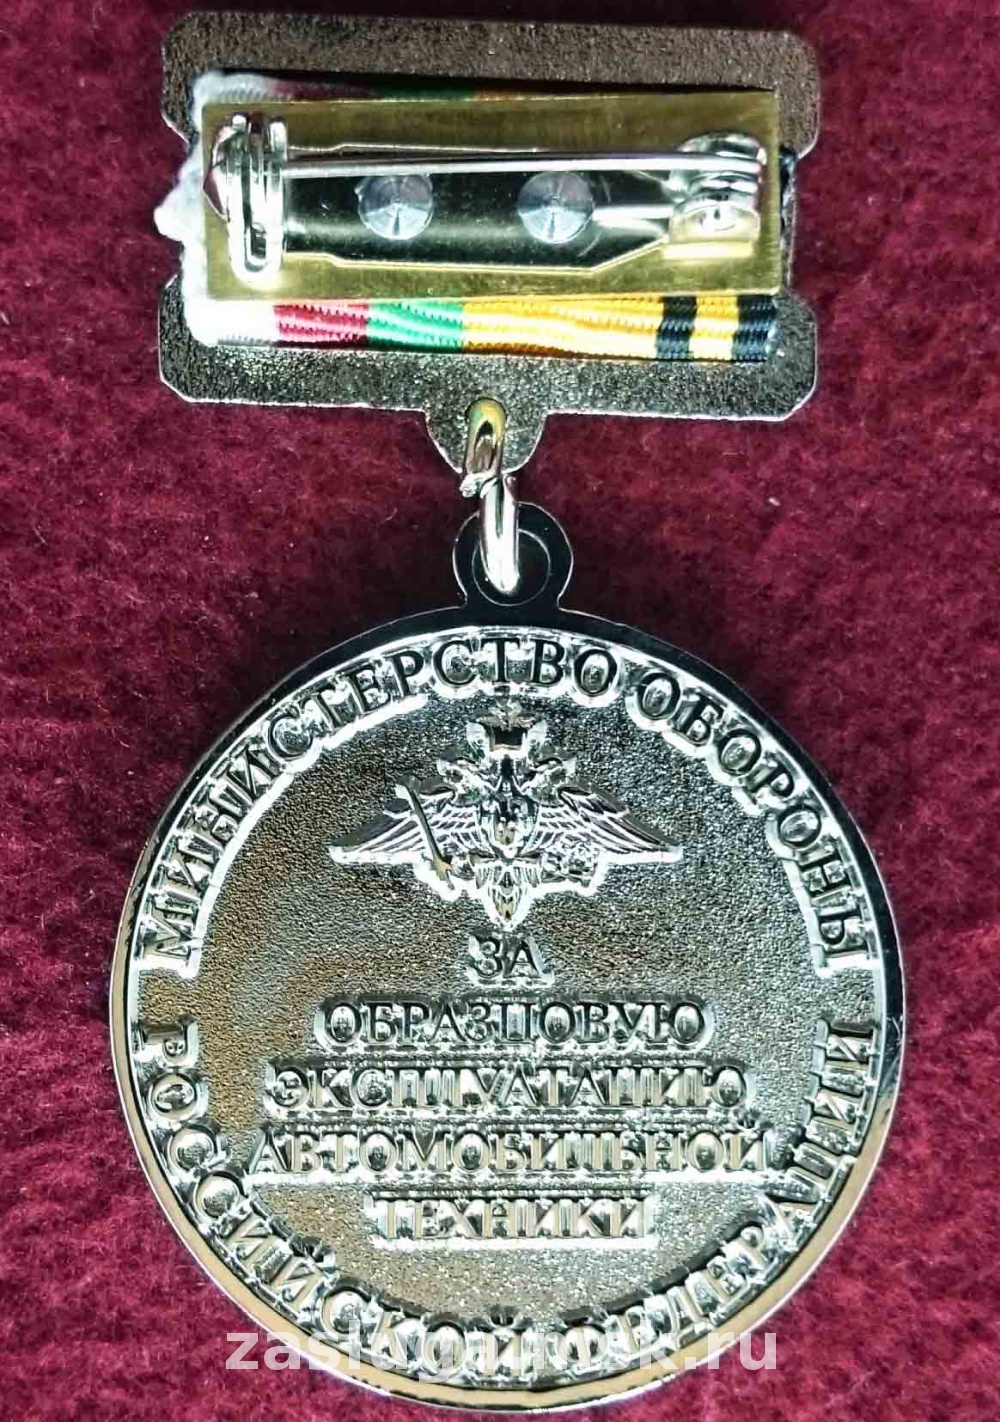 МИНИСТЕРСТВО ОБОРОНЫ
ЗА
ОБРАЗЦОВУЮ
ЭКСПЛУАТАЦИЮ
АВТОМОБИЛЬНОЙ
ТЕХНИКИ
РОССИЙСКОЙ ФЕДЕРАЦИИ